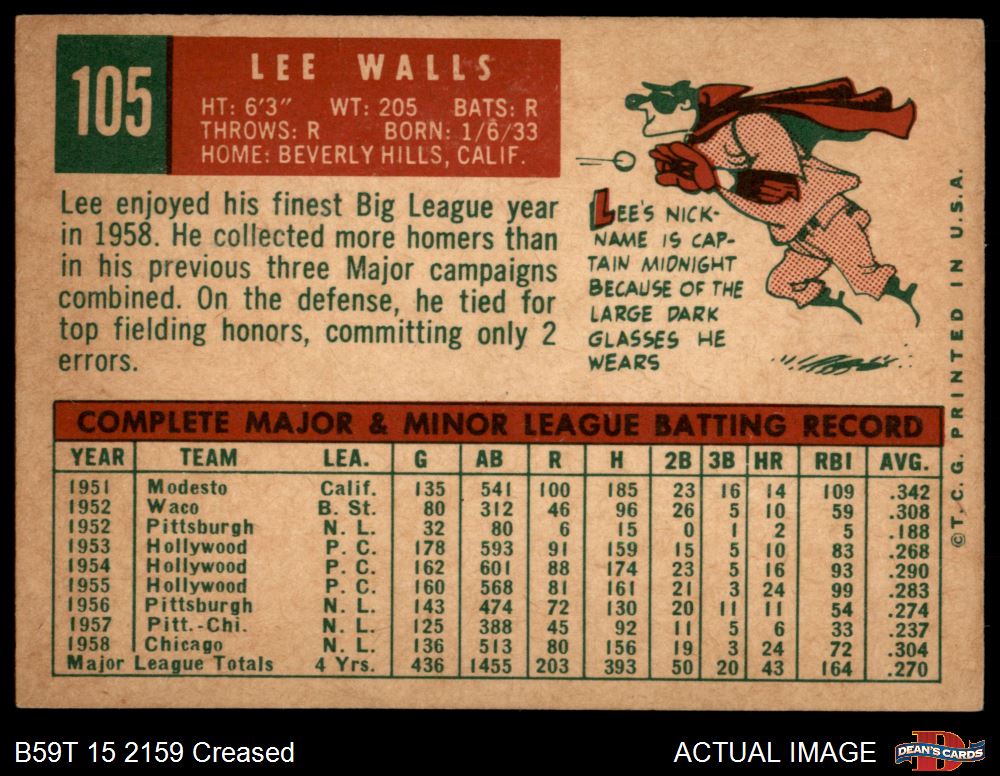 105
LEE WALLS
HT: 6'3" WT: 205 BATS: R
THROWS: R BORN: 1/6/33
HOME: BEVERLY HILLS, CALIF.
Lee enjoyed his finest Big League year
in 1958. He collected more homers than
in his previous three Major campaigns
combined. On the defense, he tied for
top fielding honors, committing only 2
errors.
LEE'S NICK-
NAME IS CAP-
TAIN MIDNIGHT
BECAUSE OF THE
LARGE DARK
GLASSES HE
WEARS
COMPLETE MAJOR & MINOR LEAGUE BATTING RECORD
YEAR TEAM LEA. G AB R H 2B 3B HR RBI AVG.
1951 Modesto Calif. 135 541 100 185 23 16 14 109 .342
1952 Waco B. St. 80 312 46 96 26 5 10 59 .308
1952 Pittsburgh N. L. 32 80 6 15 0 1 2 5 .188
1953 Hollywood P. C. 178 593 91 159 15 5 10 83 .268
1954 Hollywood P. C. 162 601 88 174 23 5 16 93 .290
1955 Hollywood P. C. 160 568 81 161 21 3 24 99 .283
1956 Pittsburgh N. L. 143 474 72 130 20 11 11 54 .274
1957 Pitt.-Chi. N. L. 125 388 45 92 11 5 6 33 .237
1958 Chicago N. L. 136 513 80 156 19 3 24 72 .304
Major League Totals 4 Yrs. 436 1455 203 393 50 20 43 164 .270
©T. C. G. PRINTED IN U.S.A.
B59T 15 2159 Creased
ACTUAL IMAGE
D
DEAN'S CARDS